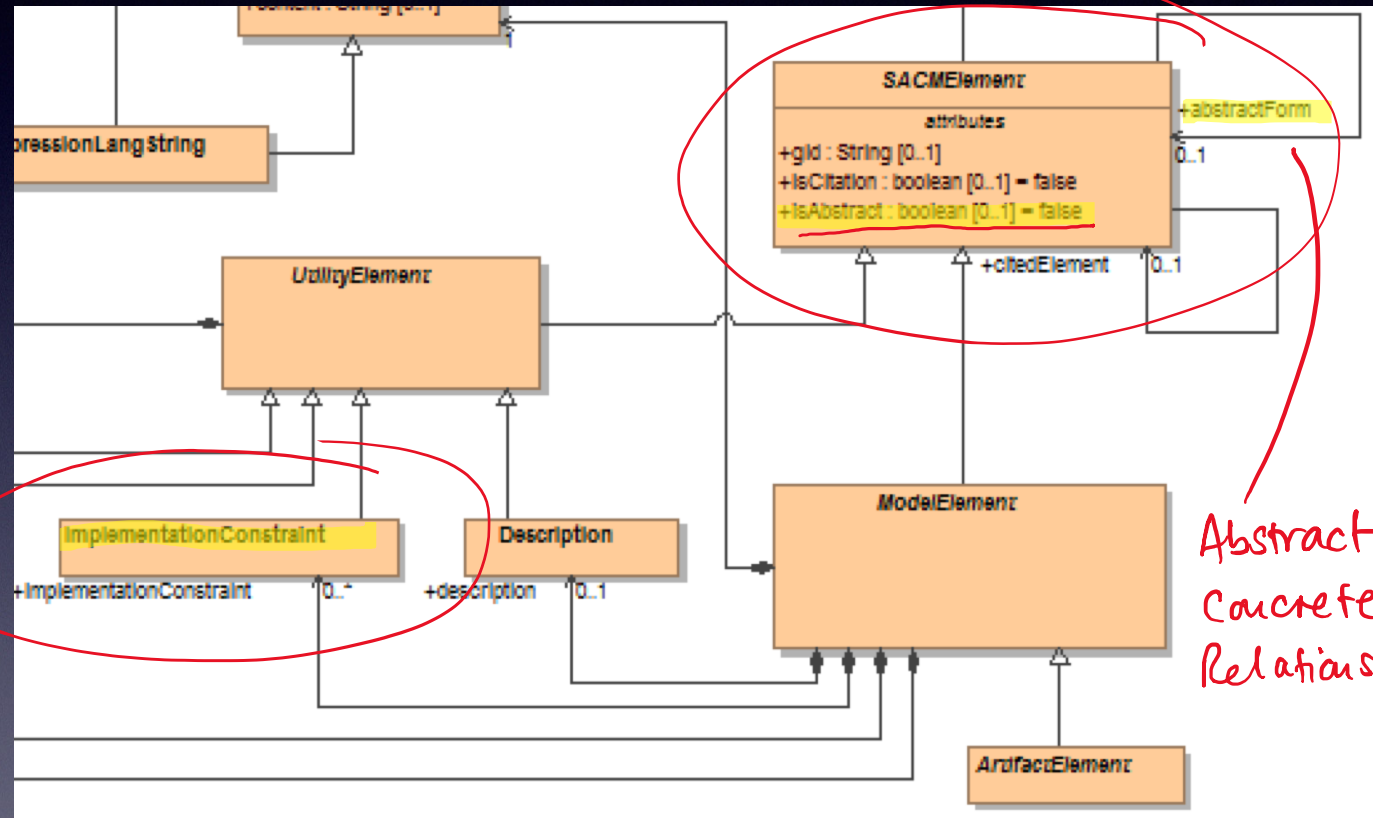 SACMElement
attributes
+gid : String [0..1]
+isCitation : boolean [0..1] = false
+isAbstract : boolean [0..1] = false
+abstractForm
0..1
1
pressionLangString
UtilityElement
+citedElement
0..1
ImplementationConstraint
+implementationConstraint
0..*
Description
+description
0..1
ModelElement
Abstract
Concrete
Relations
ArtifactElement